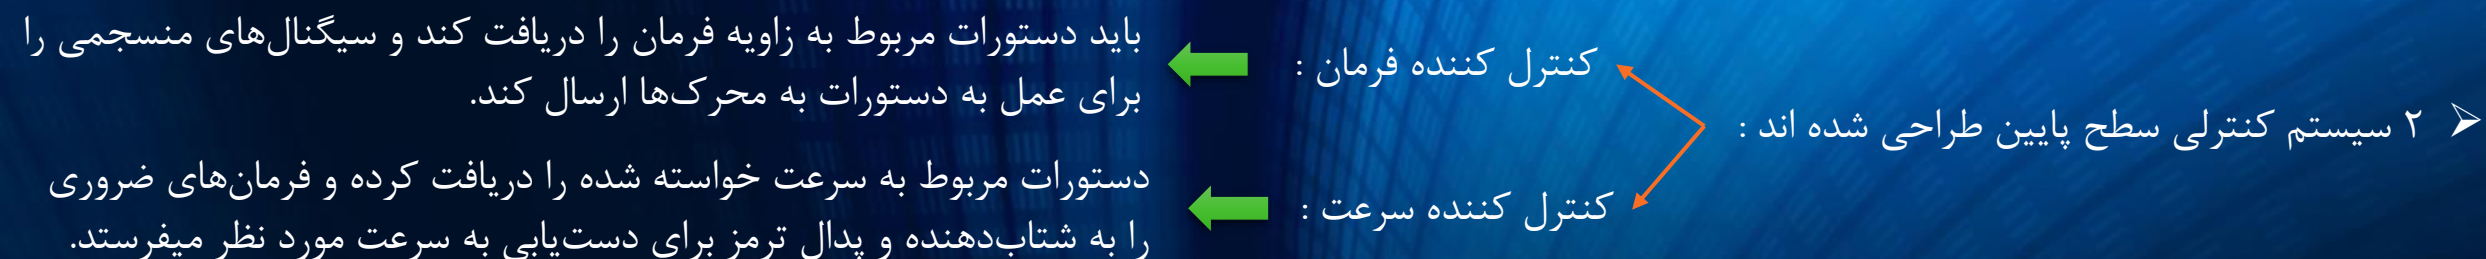 ۲ سیستم کنترلی سطح پایین طراحی شده اند :
کنترل کننده فرمان :
باید دستورات مربوط به زاویه فرمان را دریافت کند و سیگنال‌های منسجمی را
برای عمل به دستورات به محرک‌ها ارسال کند.
کنترل کننده سرعت :
دستورات مربوط به سرعت خواسته شده را دریافت کرده و فرمان‌های ضروری
را به شتاب‌دهنده و پدال ترمز برای دست‌یابی به سرعت مورد نظر میفرستد.